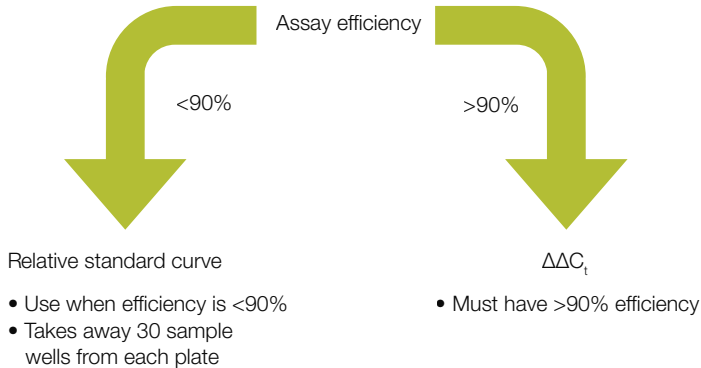 Assay efficiency
<90%
>90%
Relative standard curve
• Use when efficiency is <90%
• Takes away 30 sample
wells from each plate
ΔΔCt
• Must have >90% efficiency